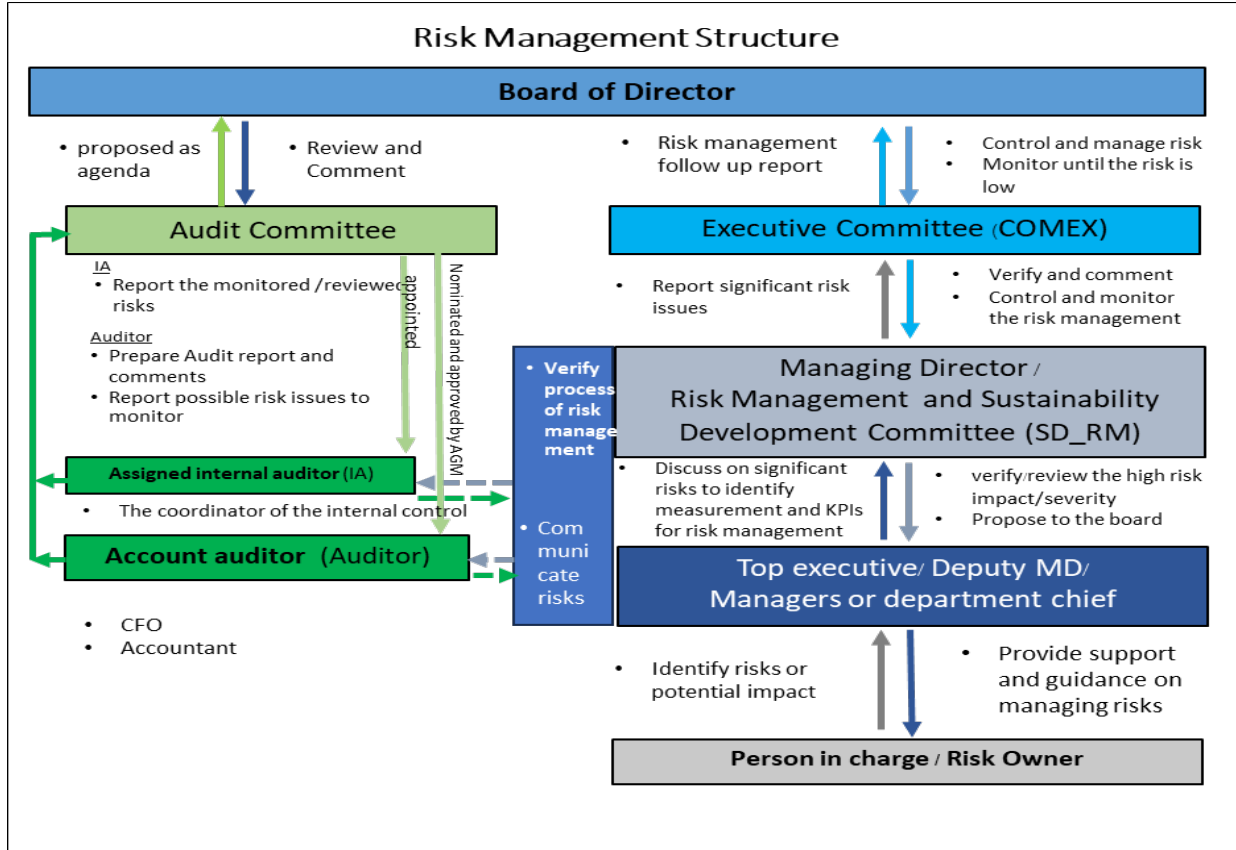 Risk Management Structure
Board of Director
• proposed as
agenda
• Review and
Comment
• Risk management
follow up report
• Control and manage risk
• Monitor until the risk is
low
Audit Committee
Executive Committee (COMEX)
IA
• Report the monitored /reviewed
risks
Auditor
• Prepare Audit report and
comments
• Report possible risk issues to
monitor
appointed
Nominated and approved by AGM
• Report significant risk
issues
• Verify and comment
• Control and monitor
the risk management
• Verify
process
of risk
manage
ment
• Com
muni
cate
risks
Managing Director /
Risk Management and Sustainability
Development Committee (SD_RM)
Assigned internal auditor (IA)
• The coordinator of the internal control
Account auditor (Auditor)
• CFO
• Accountant
• Discuss on significant
risks to identify
measurement and KPIs
for risk management
• verify/review the high risk
impact/severity
• Propose to the board
Top executive/ Deputy MD/
Managers or department chief
• Identify risks or
potential impact
• Provide support
and guidance on
managing risks
Person in charge / Risk Owner